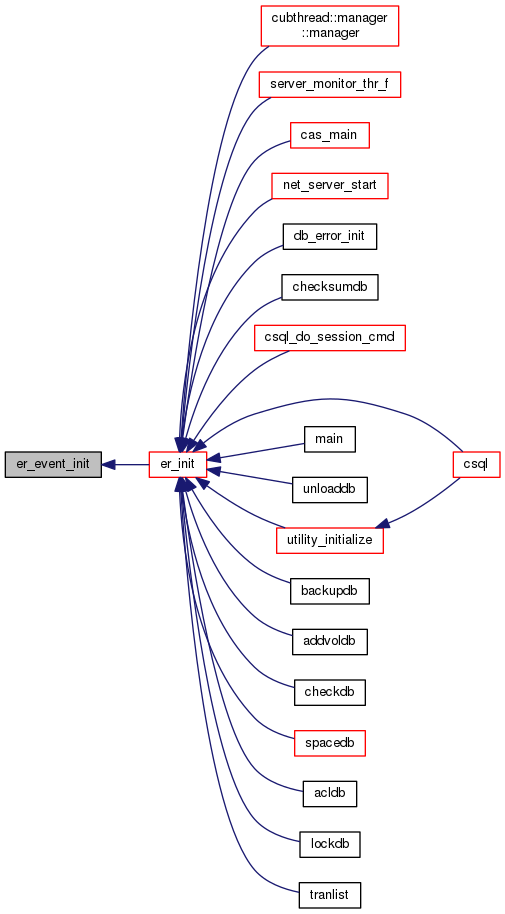 cubthread::manager
::manager
server_monitor_thr_f
cas_main
net_server_start
db_error_init
checksumdb
csql_do_session_cmd
main
er_event_init
er_init
csql
unloaddb
utility_initialize
backupdb
addvoldb
checkdb
spacedb
acldb
lockdb
tranlist